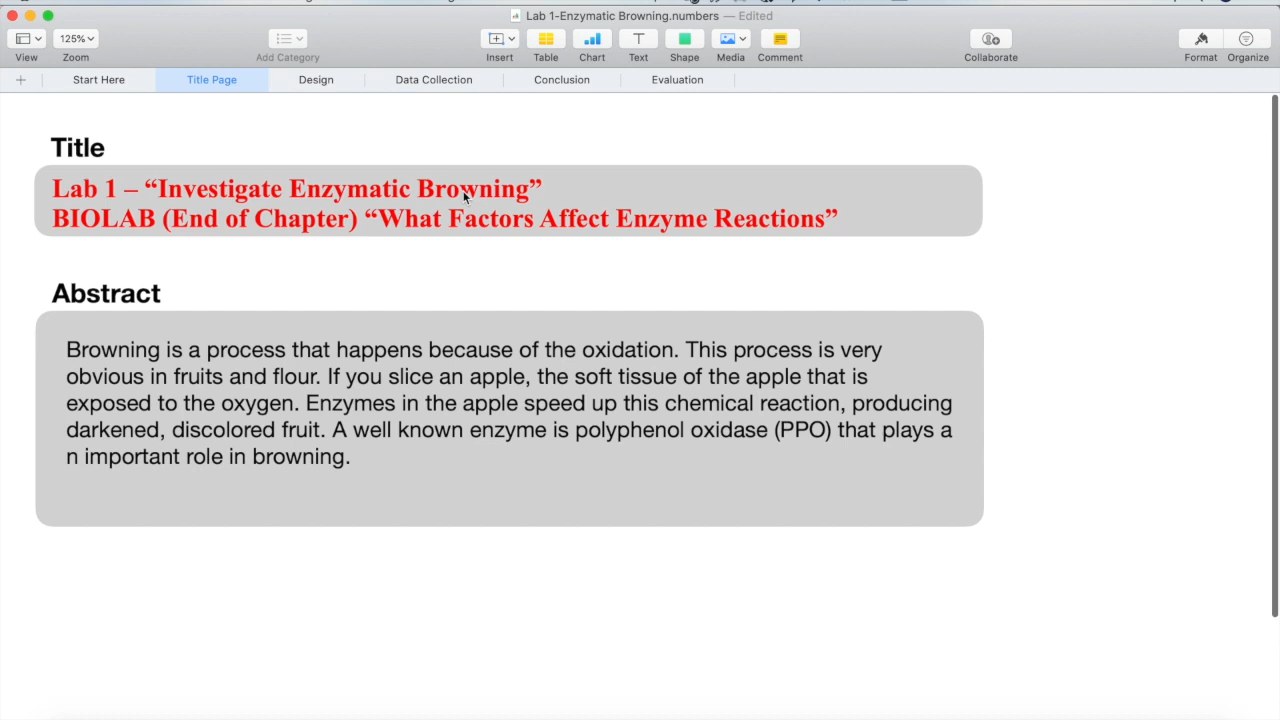 Lab 1-Enzymatic Browning.numbers — Edited
125%
View Zoom Add Category Insert Table Chart Text Shape Media Comment Collaborate Format Organize
Start Here Title Page Design Data Collection Conclusion Evaluation
Title
Lab 1 – “Investigate Enzymatic Browning”
BIOLAB (End of Chapter) “What Factors Affect Enzyme Reactions”
Abstract
Browning is a process that happens because of the oxidation. This process is very
obvious in fruits and flour. If you slice an apple, the soft tissue of the apple that is
exposed to the oxygen. Enzymes in the apple speed up this chemical reaction, producing
darkened, discolored fruit. A well known enzyme is polyphenol oxidase (PPO) that plays a
n important role in browning.